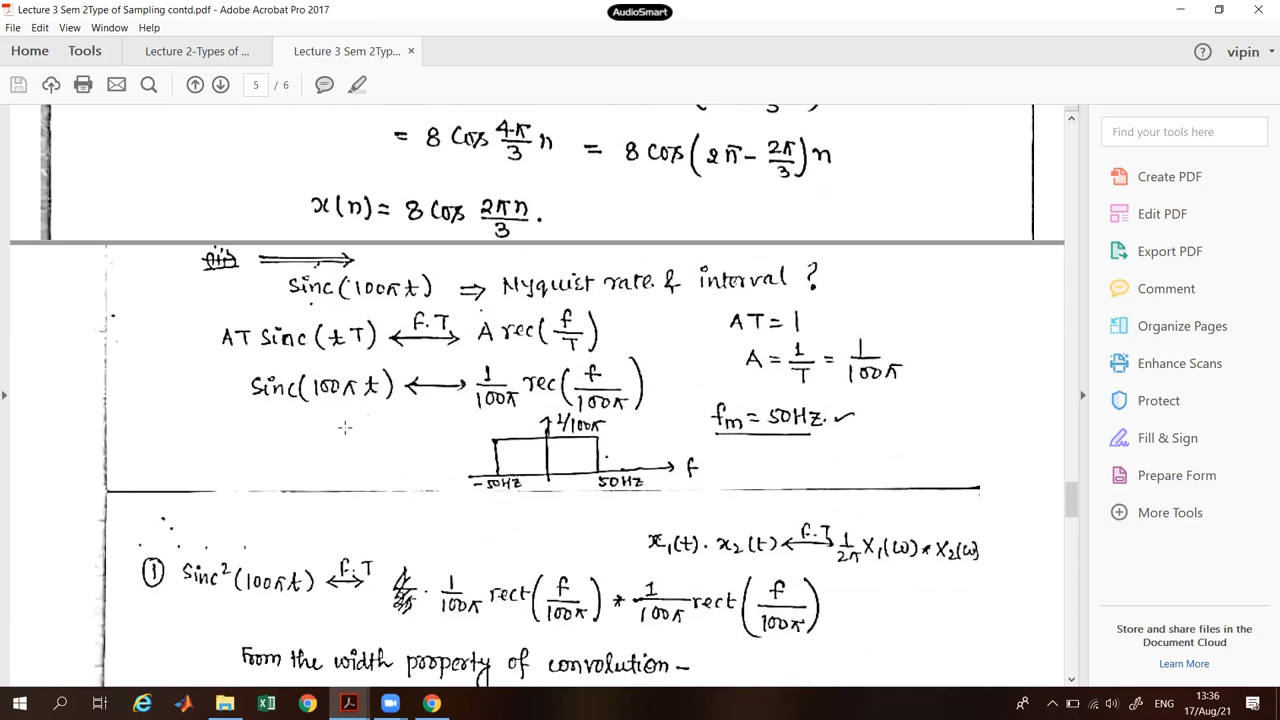 Lecture 3 Sem 2Type of Sampling contd.pdf - Adobe Acrobat Pro 2017
AudioSmart
File Edit View Window Help
Home Tools Lecture 2-Types of ... Lecture 3 Sem 2Typ... × ? vipin
5 / 6
= 8 Cos 4π/3 n = 8 cos(2π - 2π/3) n
x(n) = 8 Cos 2πn/3 .
Sinc(100πt) ⇒ Nyquist rate & interval ?
AT Sinc(tT) ⟷ F.T A rec(f/T) AT = 1
A = 1/T = 1/100π
Sinc(100πt) ⟷ 1/100π rec(f/100π)
fm = 50Hz. ✓
1/100π
f
-50HZ 50HZ
x₁(t). x₂(t) ⟷ F.T 1/2π X₁(ω) * X₂(ω)
① Sinc²(100πt) ⟷ F.T · 1/100π rect(f/100π) * 1/100π rect(f/100π)
From the width property of convolution -
Find your tools here
Create PDF
Edit PDF
Export PDF
Comment
Organize Pages
Enhance Scans
Protect
Fill & Sign
Prepare Form
More Tools
Store and share files in the
Document Cloud
Learn More
ENG
13:36
17/Aug/21